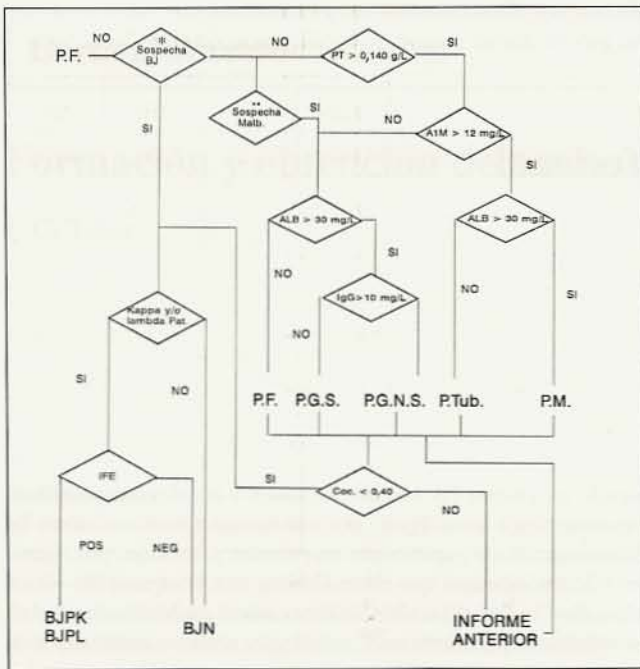 P.F.
NO
*
Sospecha
BJ
NO
PT > 0,140 g/L
SI
SI
**
Sospecha
Malb.
SI
NO
A1M > 12 mg/L
SI
ALB > 30 mg/L
ALB > 30 mg/L
NO
SI
NO
SI
Kappa y/o
lambda Pat.
IgG>10 mg/L
NO
SI
NO
P.F.
P.G.S.
P.G.N.S.
P.Tub.
P.M.
IFE
SI
Coc. < 0,40
NO
POS
NEG
BJPK
BJPL
BJN
INFORME
ANTERIOR